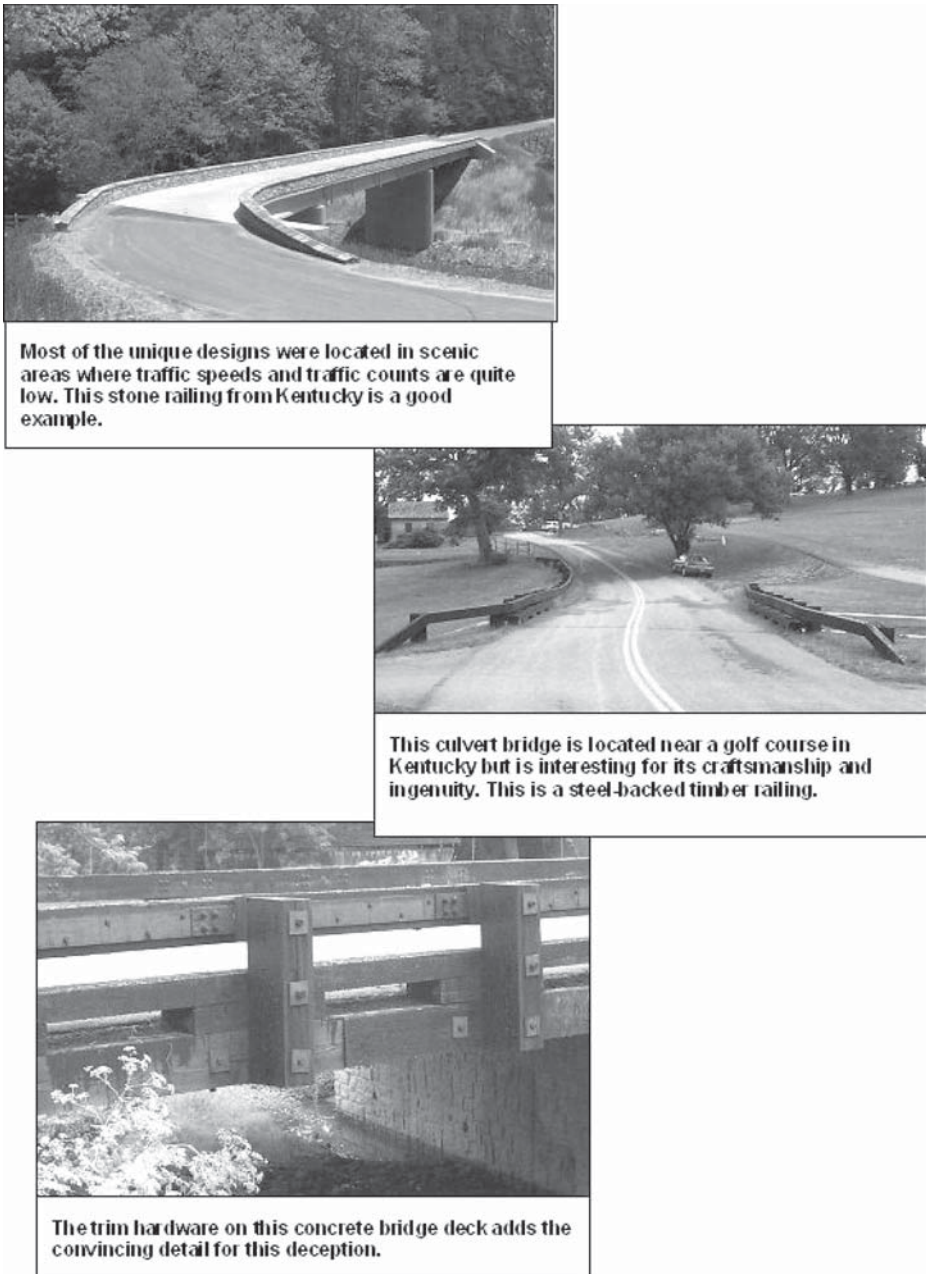 Most of the unique designs were located in scenic
areas where traffic speeds and traffic counts are quite
low. This stone railing from Kentucky is a good
example.
This culvert bridge is located near a golf course in
Kentucky but is interesting for its craftsmanship and
ingenuity. This is a steel-backed timber railing.
The trim hardware on this concrete bridge deck adds the
convincing detail for this deception.